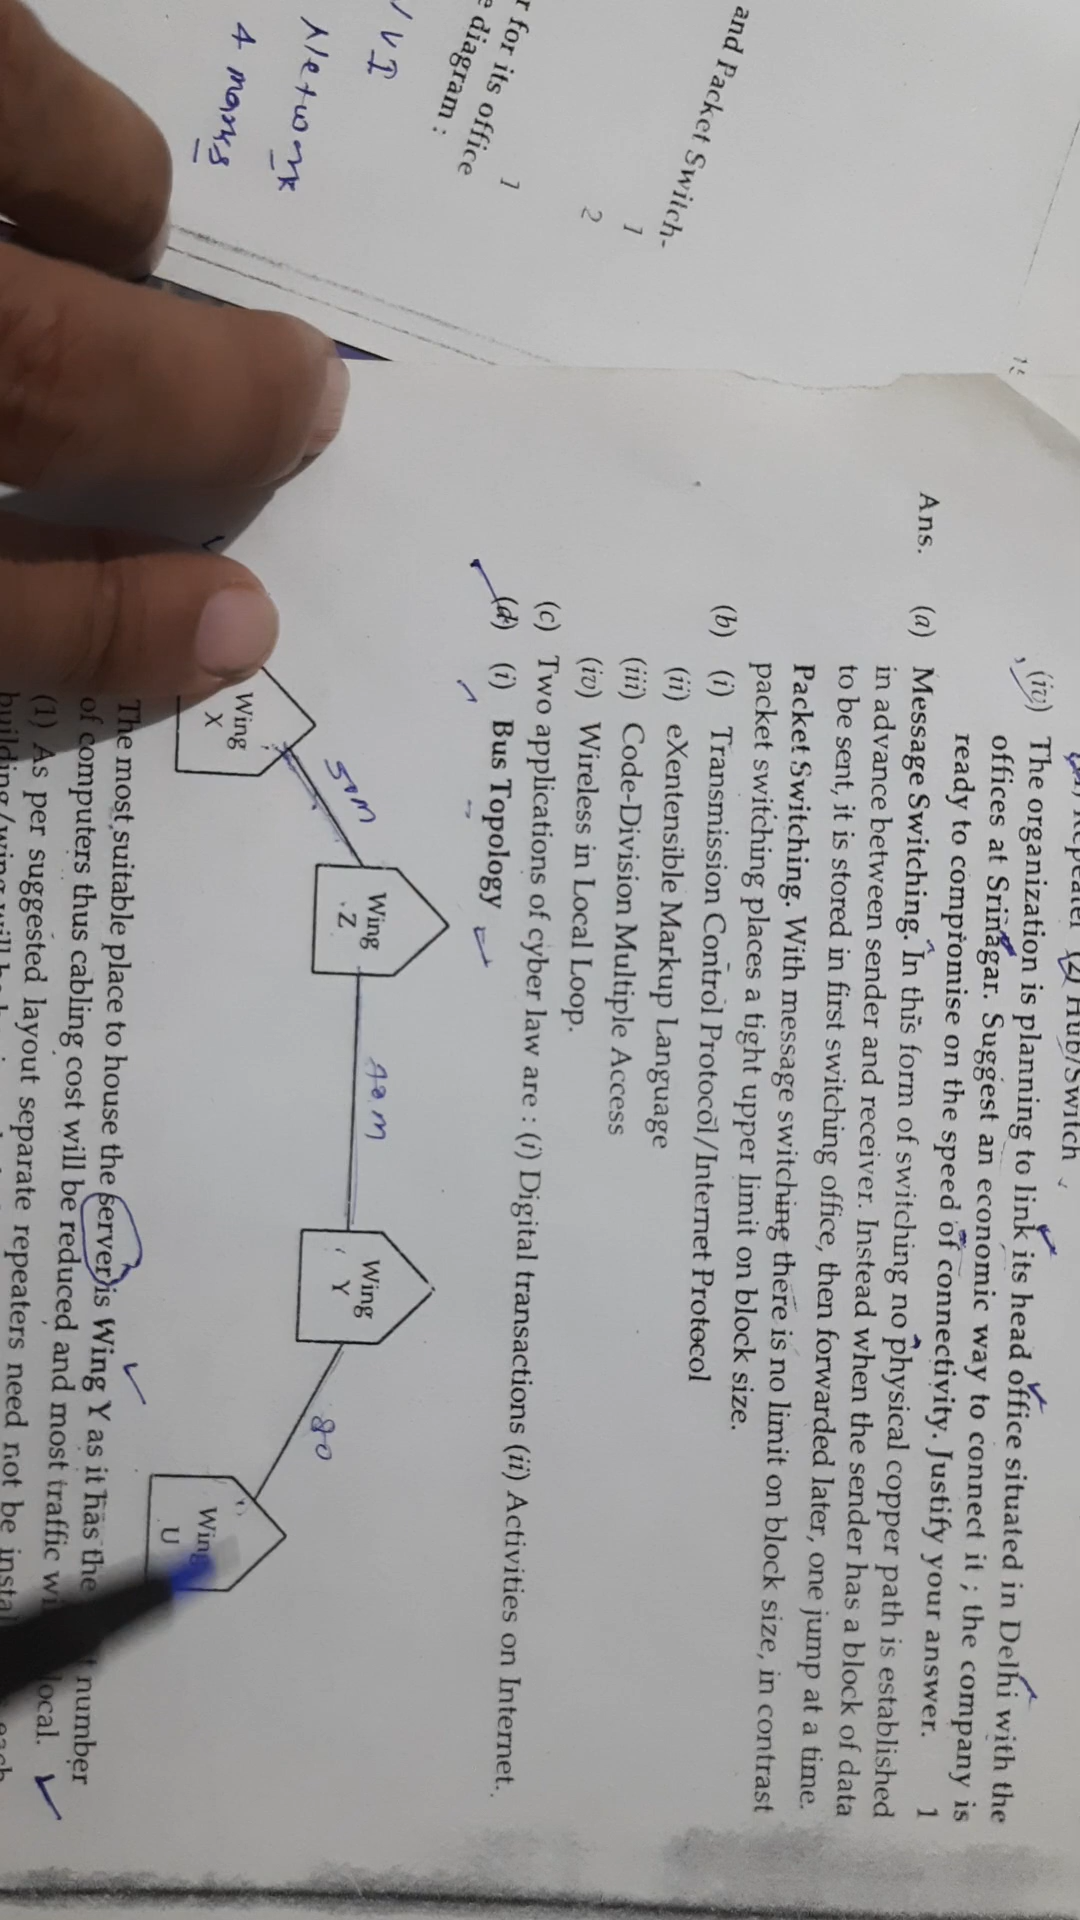 and Packet Switch-
1
2
r for its office
1
e diagram :
VVI
Network
4 marks
(2) Hub/Switch
(iv) The organization is planning to link its head office situated in Delhi with the
offices at Srinagar. Suggest an economic way to connect it ; the company is
ready to compromise on the speed of connectivity. Justify your answer. 1
Ans. (a) Message Switching. In this form of switching no physical copper path is established
in advance between sender and receiver. Instead when the sender has a block of data
to be sent, it is stored in first switching office, then forwarded later, one jump at a time.
Packet Switching. With message switching there is no limit on block size, in contrast
packet switching places a tight upper limit on block size.
(b) (i) Transmission Control Protocol/Internet Protocol
(ii) eXentensible Markup Language
(iii) Code-Division Multiple Access
(iv) Wireless in Local Loop.
(c) Two applications of cyber law are : (i) Digital transactions (ii) Activities on Internet.
(d) (i) Bus Topology
Wing
X
50m
Wing
Z
40m
Wing
Y
80
U
The most suitable place to house the server is Wing Y as it has the number
of computers thus cabling cost will be reduced and most traffic local.
(1) As per suggested layout separate repeaters need not be
building/wing will
each